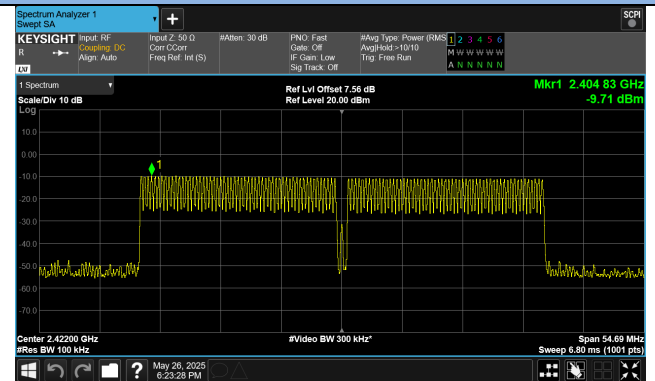 Spectrum Analyzer 1
Swept SA
SCPI
KEYSIGHT
R
LXI
Input: RF
Coupling: DC
Align: Auto
Input Z: 50 Ω
Corr CCorr
Freq Ref: Int (S)
#Atten: 30 dB
PNO: Fast
Gate: Off
IF Gain: Low
Sig Track: Off
#Avg Type: Power (RMS
Avg|Hold:>10/10
Trig: Free Run
1 2 3 4 5 6
M W W W W W
A N N N N N
1 Spectrum
Scale/Div 10 dB
Log
Ref Lvl Offset 7.56 dB
Ref Level 20.00 dBm
Mkr1 2.404 83 GHz
-9.71 dBm
1
10.0
0.00
-10.0
-20.0
-30.0
-40.0
-50.0
-60.0
-70.0
Center 2.42200 GHz
#Res BW 100 kHz
#Video BW 300 kHz*
Span 54.69 MHz
Sweep 6.80 ms (1001 pts)
May 26, 2025
6:23:28 PM